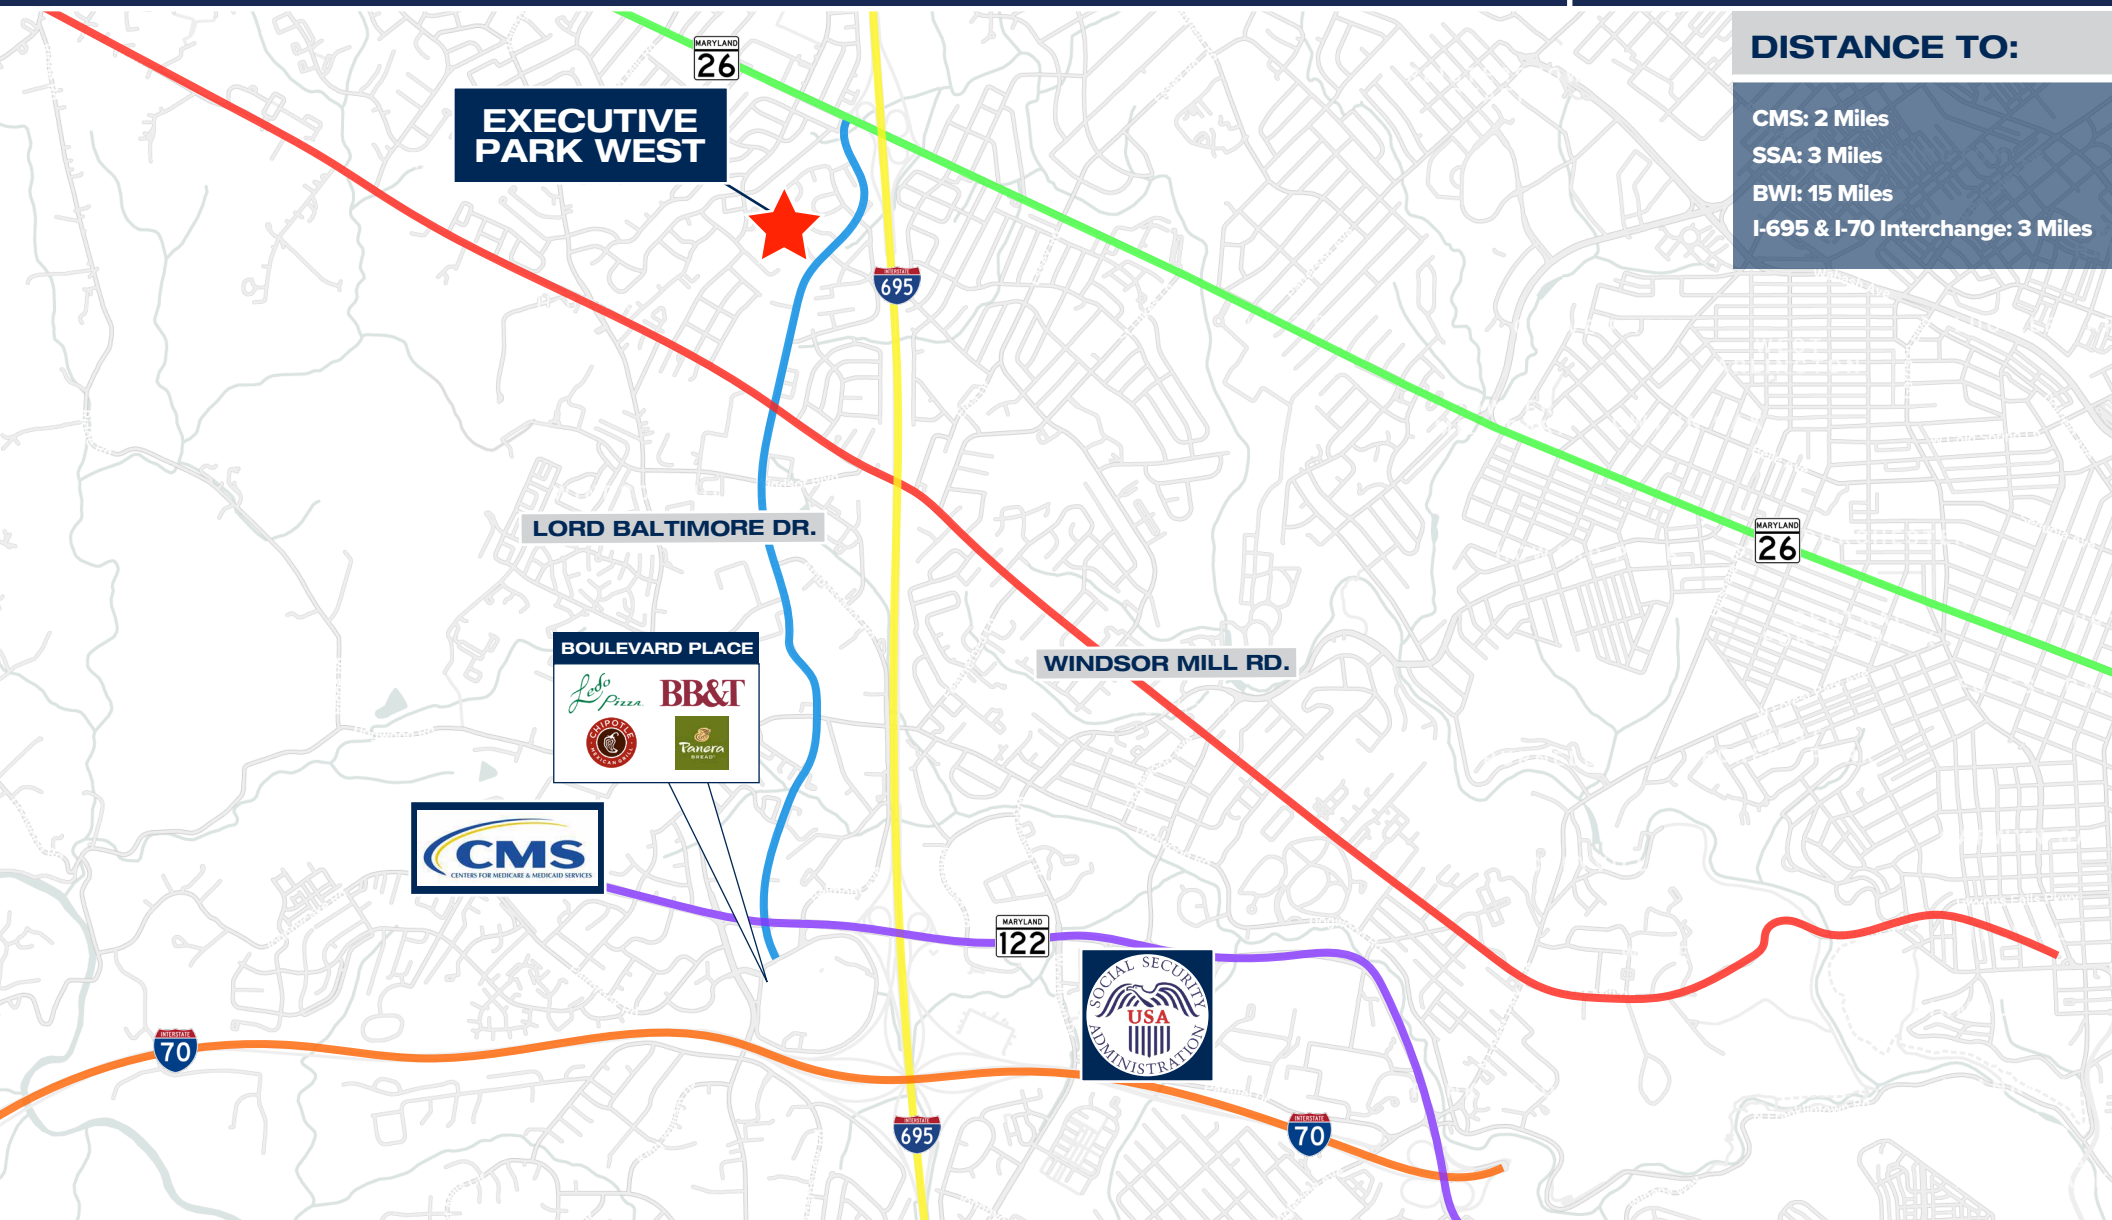 DISTANCE TO:
CMS: 2 Miles
SSA: 3 Miles
BWI: 15 Miles
I-695 & I-70 Interchange: 3 Miles
MARYLAND
26
EXECUTIVE
PARK WEST
INTERSTATE
695
LORD BALTIMORE DR.
MARYLAND
26
BOULEVARD PLACE
Ledo
Pizza
BB&T
CHIPOTLE
MEXICAN GRILL
Panera
BREAD
WINDSOR MILL RD.
CMS
CENTERS FOR MEDICARE & MEDICAID SERVICES
MARYLAND
122
SOCIAL SECURITY
USA
ADMINISTRATION
INTERSTATE
70
INTERSTATE
695
INTERSTATE
70